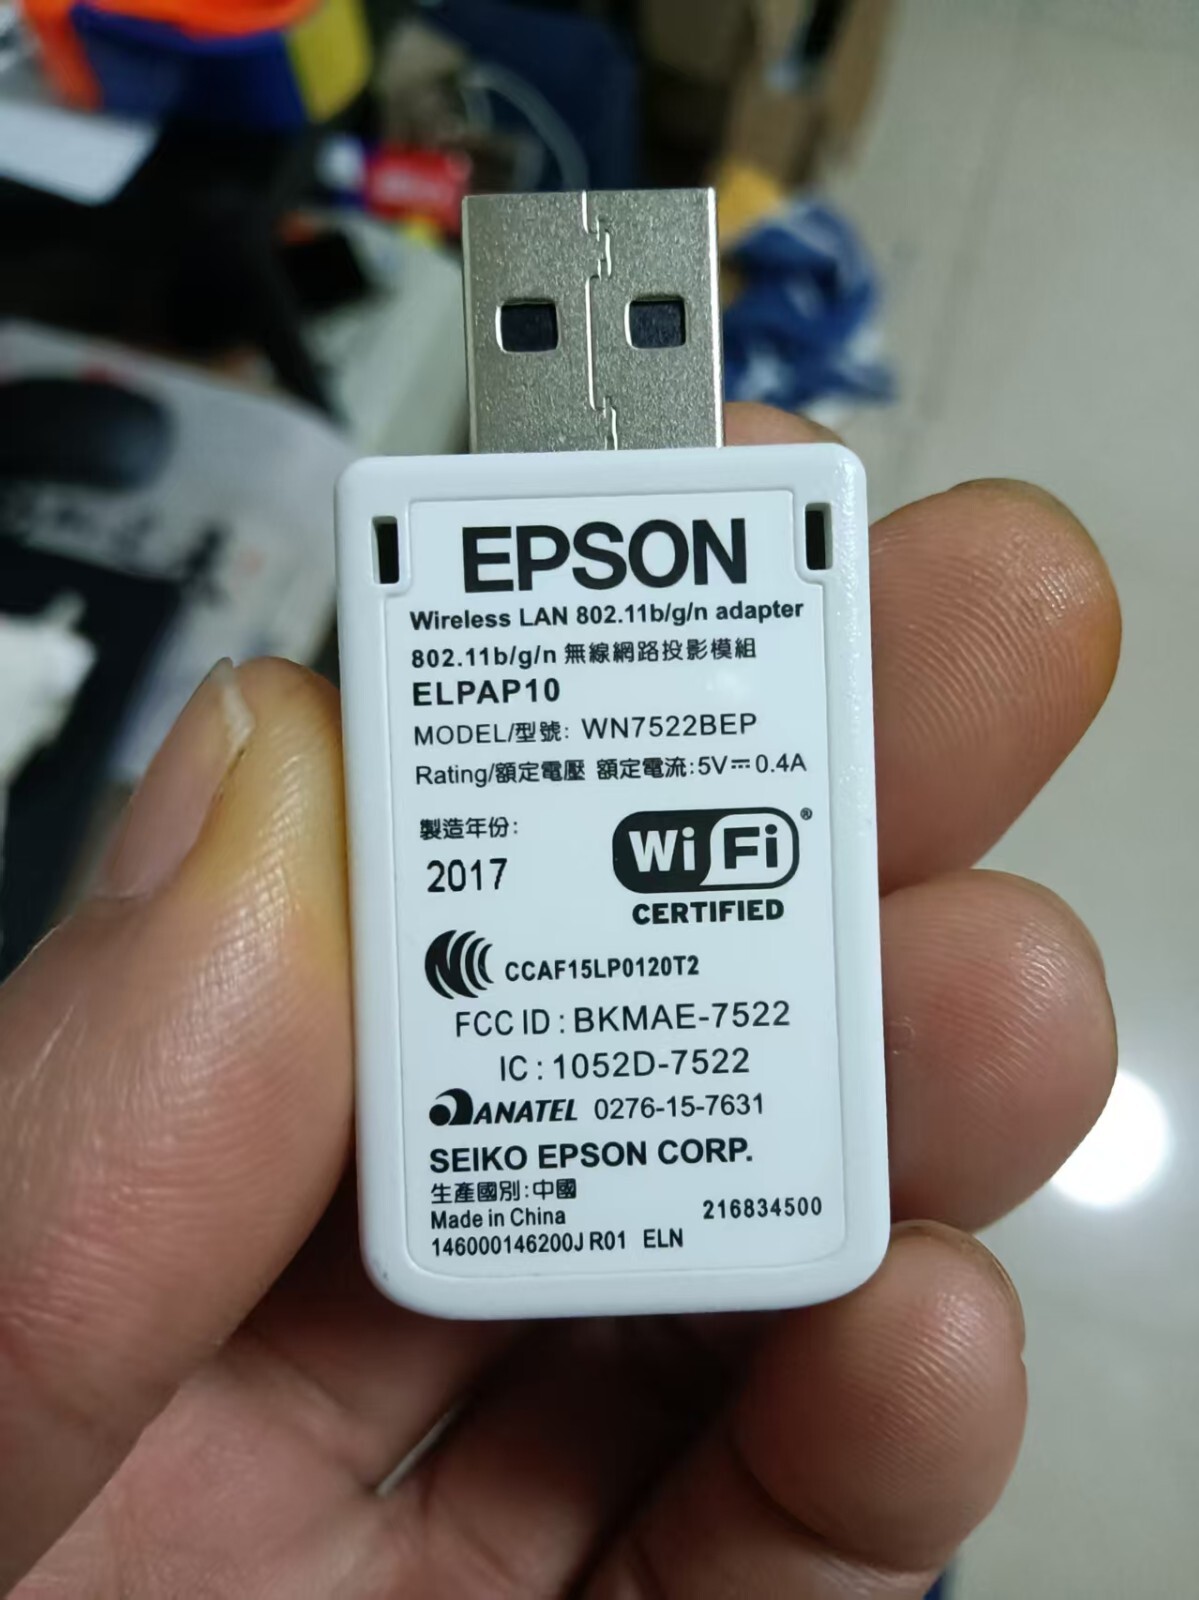 EPSON
Wireless LAN 802.11b/g/n adapter
802.11b/g/n 無線網路投影模組
ELPAP10
MODEL/型號: WN7522BEP
Rating/額定電壓 額定電流:5V⎓0.4A
製造年份:
2017
Wi Fi ®
CERTIFIED
CCAF15LP0120T2
FCC ID : BKMAE-7522
IC : 1052D-7522
ANATEL 0276-15-7631
SEIKO EPSON CORP.
生產國別:中國
Made in China
216834500
146000146200J R01 ELN